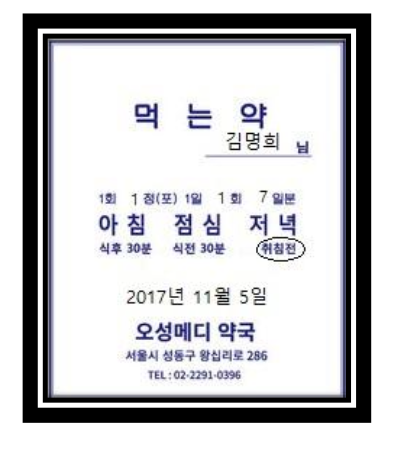 먹 는 약
김명희 님
1회 1 정(포) 1일 1 회 7 일분
아 침 점 심 저 녁
식후 30분 식전 30분 취침전
2017년 11월 5일
오성메디 약국
서울시 성동구 왕십리로 286
TEL : 02-2291-0396